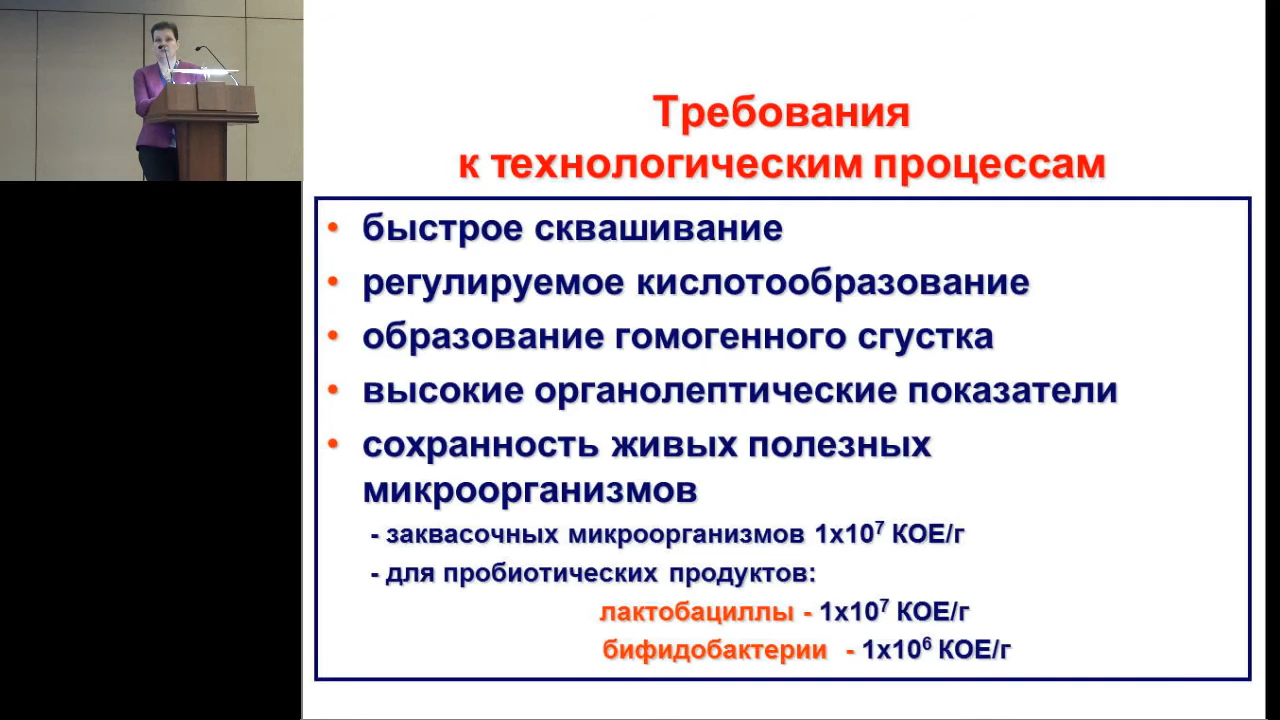 Требования
к технологическим процессам
• быстрое сквашивание
• регулируемое кислотообразование
• образование гомогенного сгустка
• высокие органолептические показатели
• сохранность живых полезных
микроорганизмов
- заквасочных микроорганизмов 1х10⁷ КОЕ/г
- для пробиотических продуктов:
лактобациллы - 1х10⁷ КОЕ/г
бифидобактерии - 1х10⁶ КОЕ/г